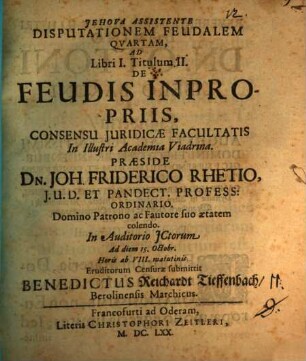 12.
JEHOVA ASSISTENTE
DISPUTATIONEM FEUDALEM
QVARTAM,
AD
Libri I. Titulum II.
DE
FEUDIS INPRO-
PRIIS,
CONSENSU JURIDICÆ FACULTATIS
In Illustri Academia Viadrina.
PRÆSIDE
DN. JOH. FRIDERICO RHETIO,
J. U. D. ET PANDECT. PROFESS:
ORDINARIO,
Domino Patrono ac Fautore suo ætatem
colendo.
In Auditorio JCtorum
Ad diem 15. Octobr.
Horis ab VIII. matutinis.
Eruditorum Censuræ submittit
BENEDICTUS Reichardt Tieffenbach/
Berolinensis Marchicus.
Francofurti ad Oderam,
Literis CHRISTOPHORI ZEITLERI,
M. DC. LXX.